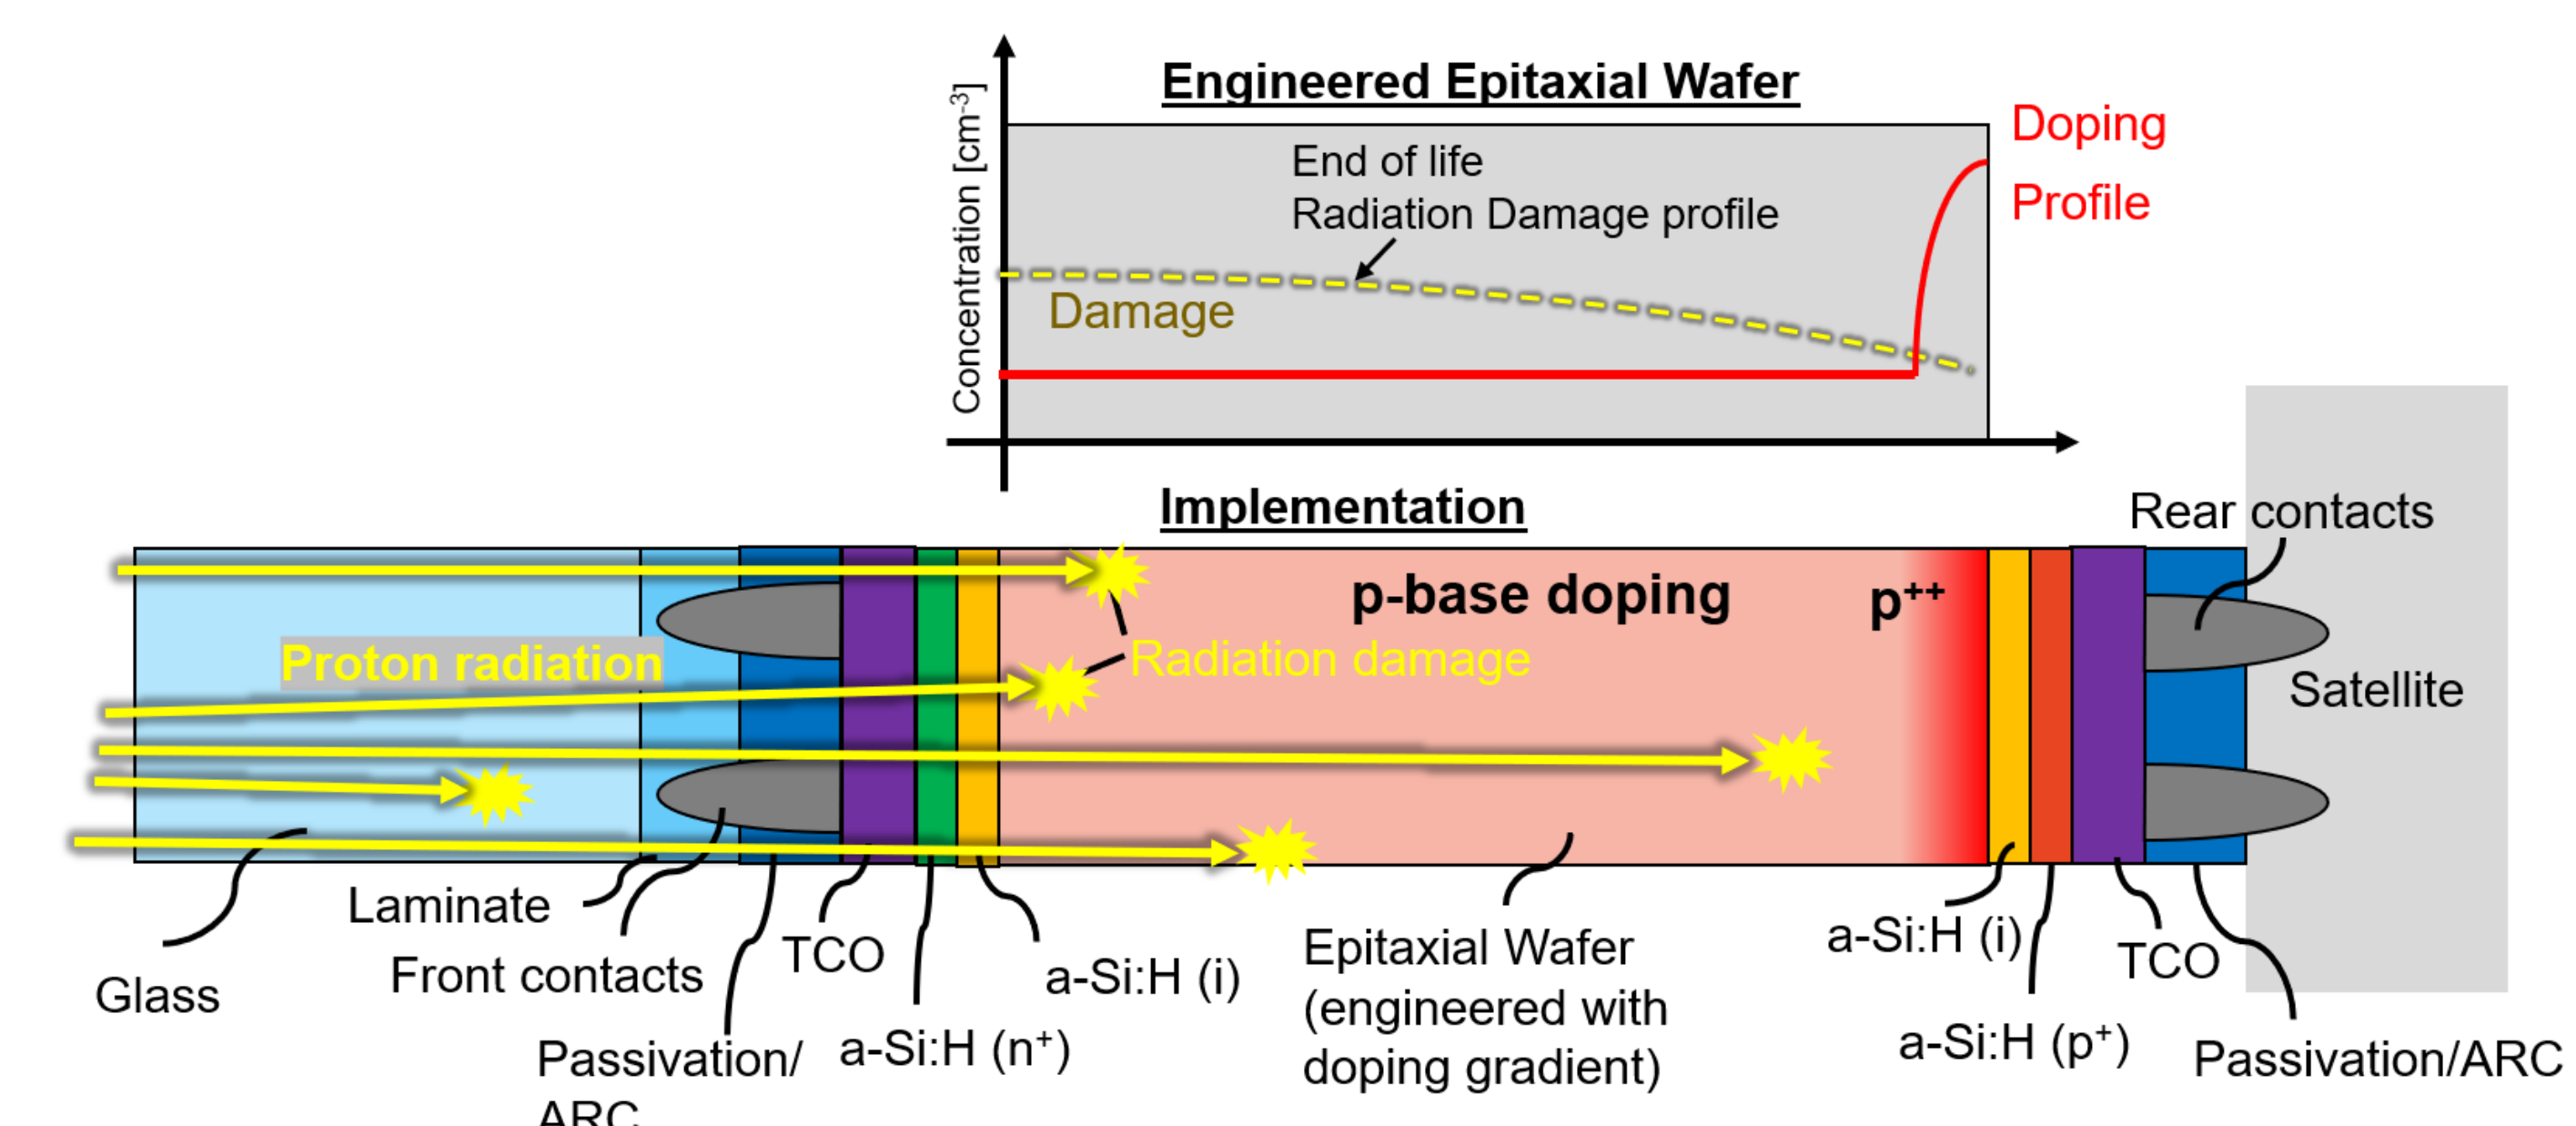 Engineered Epitaxial Wafer
Concentration [cm-3]
Doping
Profile
End of life
Radiation Damage profile
Damage
Implementation
Rear contacts
p-base doping
p++
Proton radiation
Radiation damage
Satellite
Laminate
Glass
Front contacts
Passivation/
ARC
TCO
a-Si:H (n+)
a-Si:H (i)
Epitaxial Wafer
(engineered with
doping gradient)
a-Si:H (i)
a-Si:H (p+)
TCO
Passivation/ARC